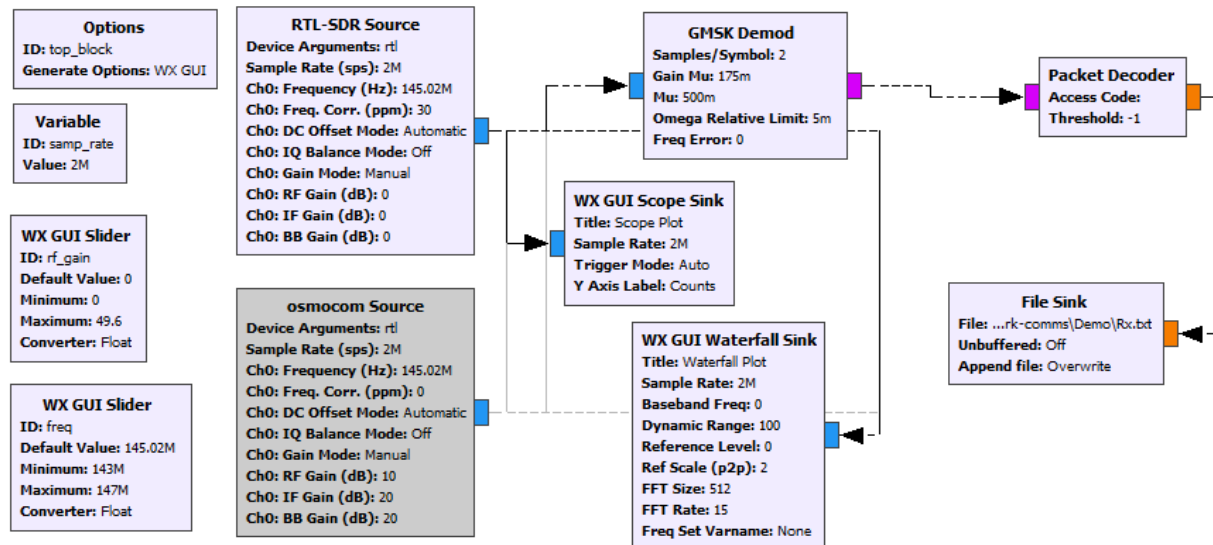 Options
ID: top_block
Generate Options: WX GUI
Variable
ID: samp_rate
Value: 2M
WX GUI Slider
ID: rf_gain
Default Value: 0
Minimum: 0
Maximum: 49.6
Converter: Float
WX GUI Slider
ID: freq
Default Value: 145.02M
Minimum: 143M
Maximum: 147M
Converter: Float
RTL-SDR Source
Device Arguments: rtl
Sample Rate (sps): 2M
Ch0: Frequency (Hz): 145.02M
Ch0: Freq. Corr. (ppm): 30
Ch0: DC Offset Mode: Automatic
Ch0: IQ Balance Mode: Off
Ch0: Gain Mode: Manual
Ch0: RF Gain (dB): 0
Ch0: IF Gain (dB): 0
Ch0: BB Gain (dB): 0
osmocom Source
Device Arguments: rtl
Sample Rate (sps): 2M
Ch0: Frequency (Hz): 145.02M
Ch0: Freq. Corr. (ppm): 0
Ch0: DC Offset Mode: Automatic
Ch0: IQ Balance Mode: Off
Ch0: Gain Mode: Manual
Ch0: RF Gain (dB): 10
Ch0: IF Gain (dB): 20
Ch0: BB Gain (dB): 20
GMSK Demod
Samples/Symbol: 2
Gain Mu: 175m
Mu: 500m
Omega Relative Limit: 5m
Freq Error: 0
WX GUI Scope Sink
Title: Scope Plot
Sample Rate: 2M
Trigger Mode: Auto
Y Axis Label: Counts
WX GUI Waterfall Sink
Title: Waterfall Plot
Sample Rate: 2M
Baseband Freq: 0
Dynamic Range: 100
Reference Level: 0
Ref Scale (p2p): 2
FFT Size: 512
FFT Rate: 15
Freq Set Varname: None
Packet Decoder
Access Code:
Threshold: -1
File Sink
File: ...rk-comms\Demo\Rx.txt
Unbuffered: Off
Append file: Overwrite